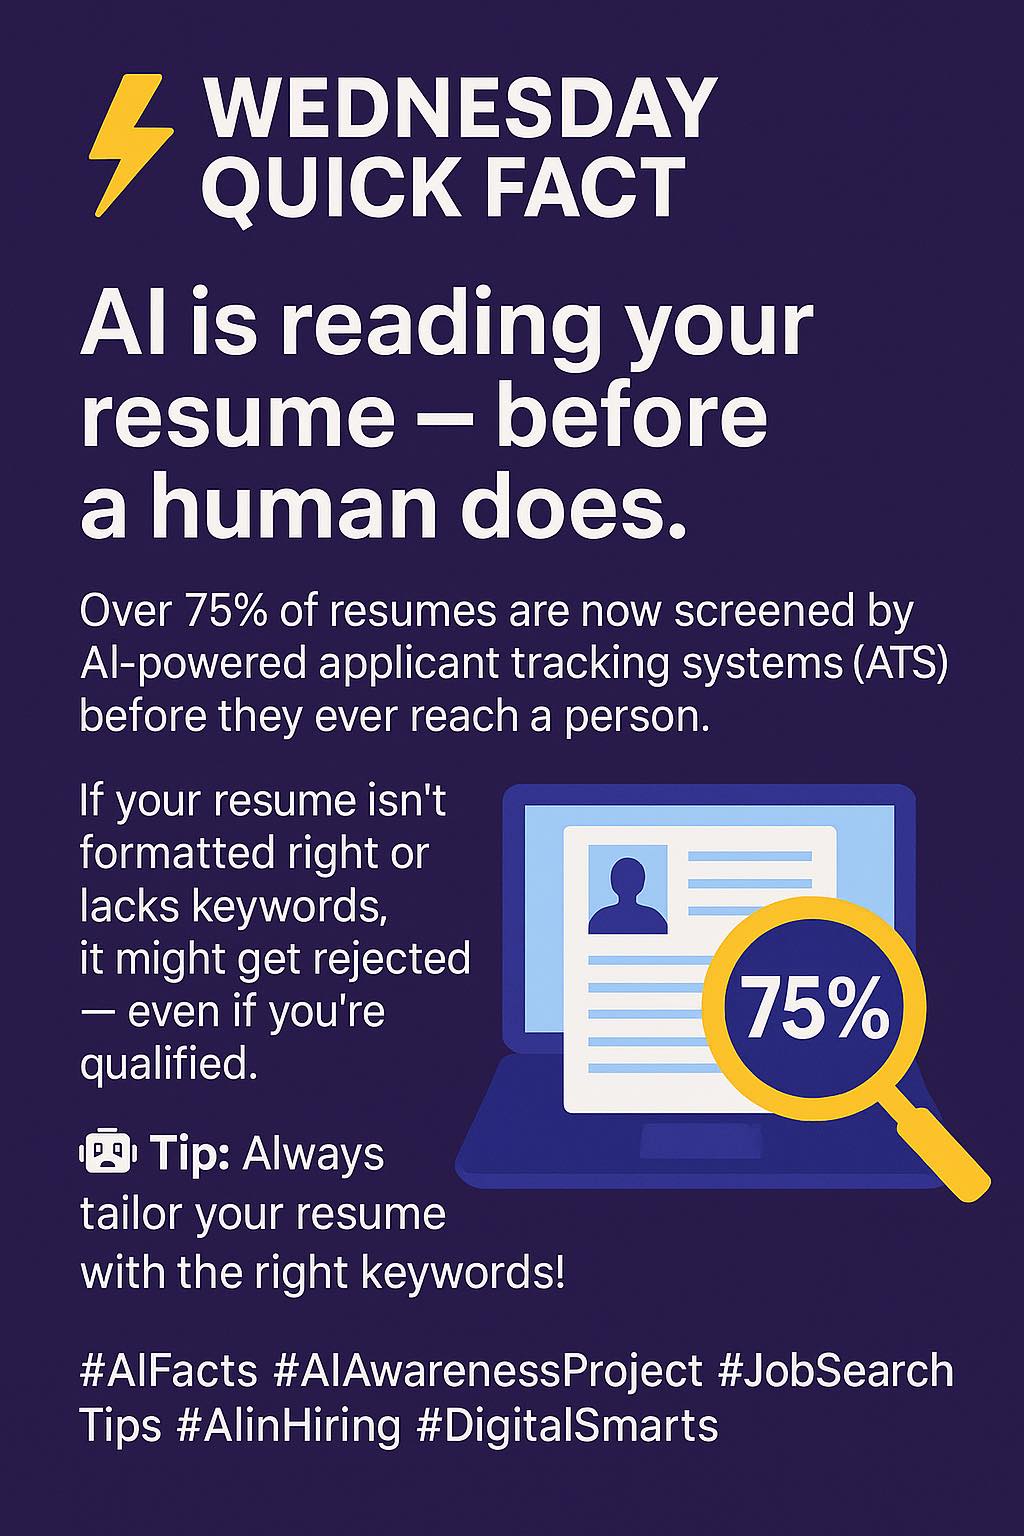 WEDNESDAY
QUICK FACT
AI is reading your
resume — before
a human does.
Over 75% of resumes are now screened by
AI-powered applicant tracking systems (ATS)
before they ever reach a person.
If your resume isn't
formatted right or
lacks keywords,
it might get rejected
— even if you're
qualified.
75%
Tip: Always
tailor your resume
with the right keywords!
#AIFacts #AIAwarenessProject #JobSearch
Tips #AIinHiring #DigitalSmarts